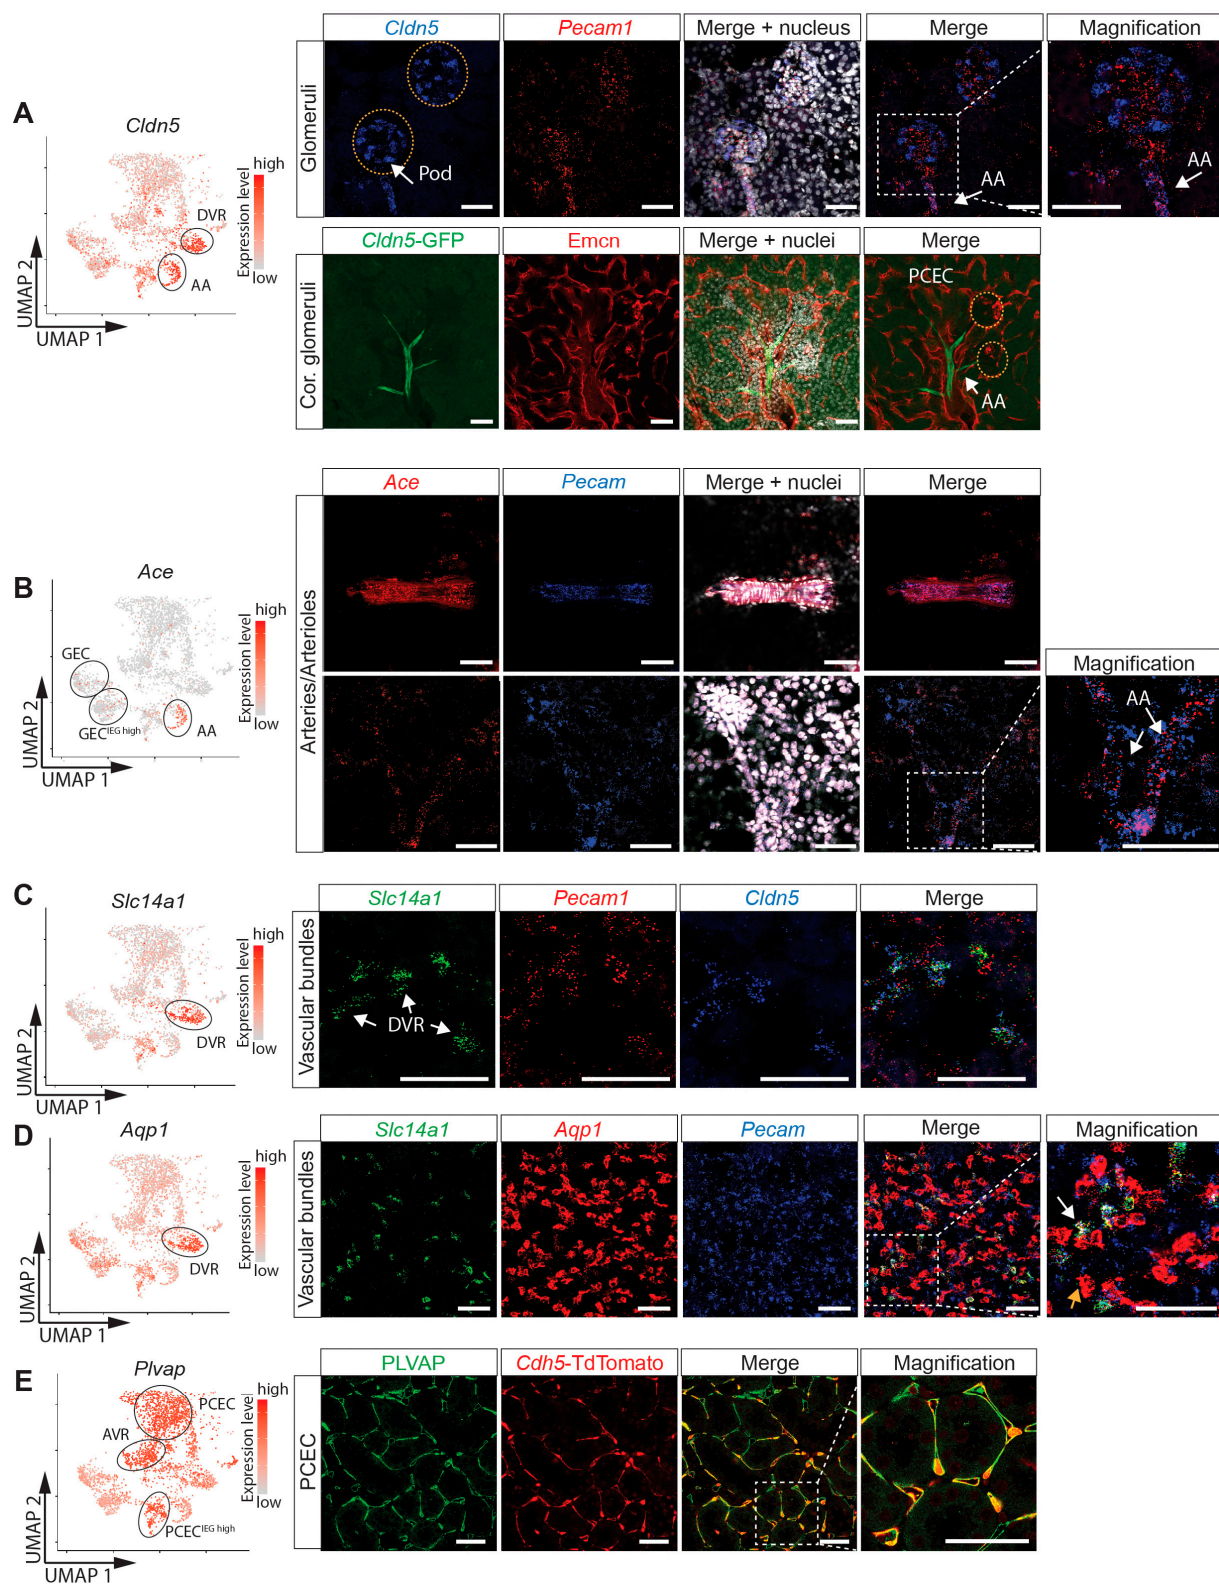 Cldn5 Pecam1 Merge + nucleus Merge Magnification
A
Cldn5
high
Expression level
low
DVR
AA
UMAP 2
UMAP 1
Glomeruli
Pod
AA
AA
Cldn5-GFP Emcn Merge + nuclei Merge
Cor. glomeruli
PCEC
AA
Ace Pecam Merge + nuclei Merge
B
Ace
high
Expression level
low
GEC
GEC IEG high
AA
UMAP 2
UMAP 1
Arteries/Arterioles
Magnification
AA
C
Slc14a1
high
Expression level
low
DVR
UMAP 2
UMAP 1
Slc14a1 Pecam1 Cldn5 Merge
Vascular bundles
DVR
D
Aqp1
high
Expression level
low
DVR
UMAP 2
UMAP 1
Slc14a1 Aqp1 Pecam Merge Magnification
Vascular bundles
E
Plvap
high
Expression level
low
PCEC
AVR
PCEC IEG high
UMAP 2
UMAP 1
PLVAP Cdh5-TdTomato Merge Magnification
PCEC